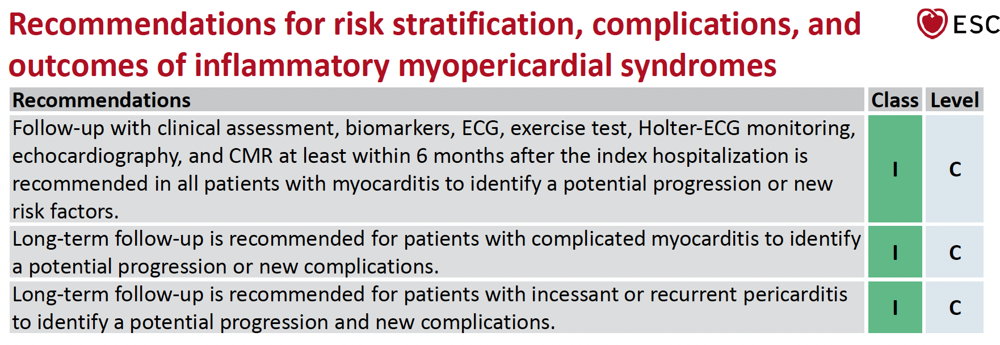 Recommendations for risk stratification, complications, and
outcomes of inflammatory myopericardial syndromes
ESC
Recommendations Class Level
Follow-up with clinical assessment, biomarkers, ECG, exercise test, Holter-ECG monitoring,
echocardiography, and CMR at least within 6 months after the index hospitalization is
recommended in all patients with myocarditis to identify a potential progression or new
risk factors.
I C
Long-term follow-up is recommended for patients with complicated myocarditis to identify
a potential progression or new complications.
I C
Long-term follow-up is recommended for patients with incessant or recurrent pericarditis
to identify a potential progression and new complications.
I C